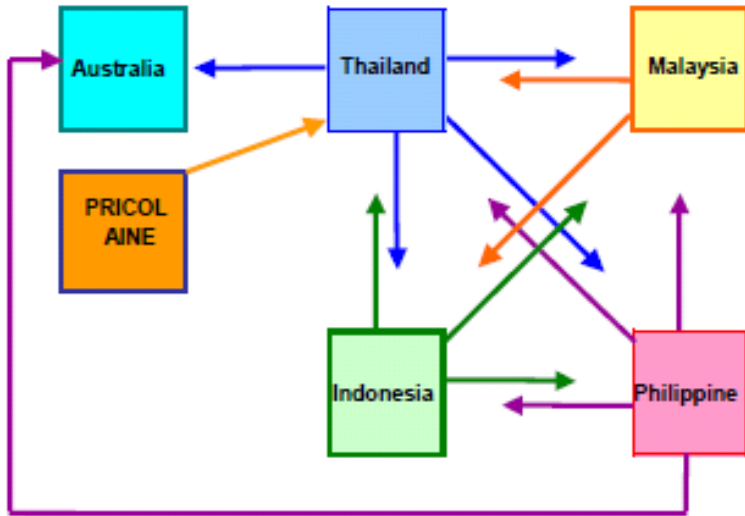 Australia
Thailand
Malaysia
PRICOL
AINE
Indonesia
Philippine